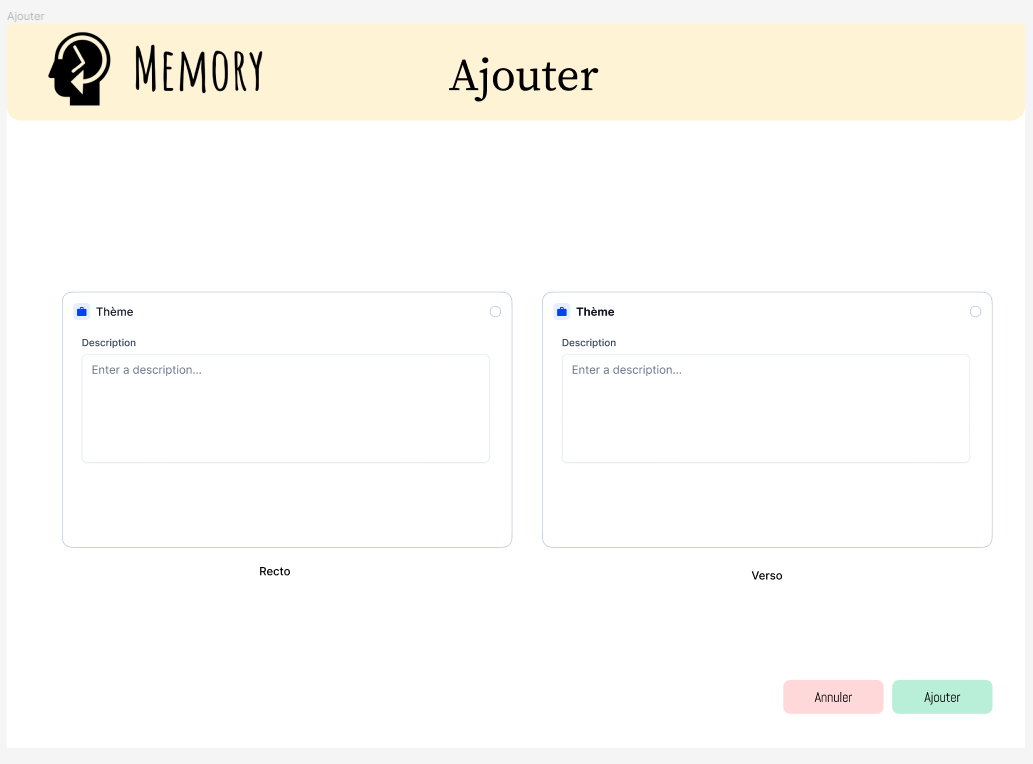 Ajouter
MEMORY
Ajouter
Thème
Description
Enter a description...
Recto
Thème
Description
Enter a description...
Verso
Annuler
Ajouter